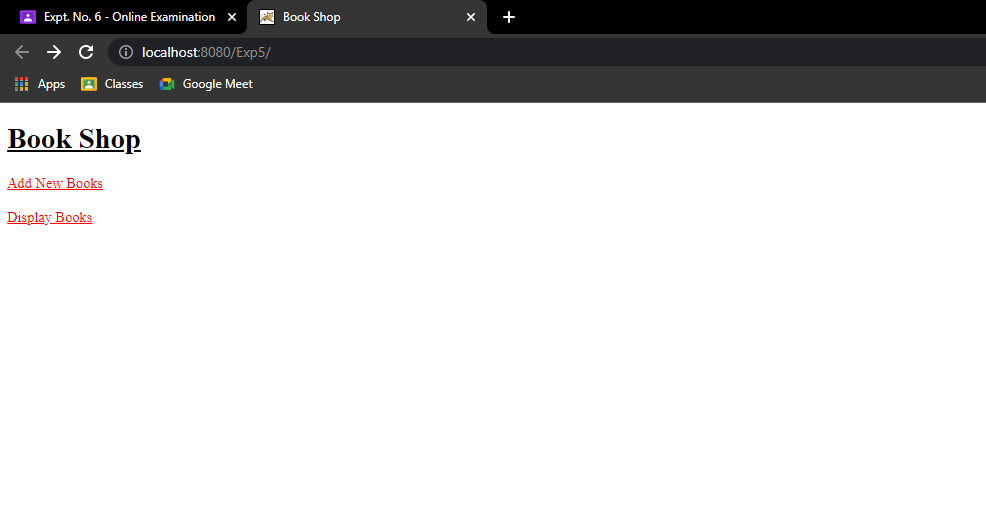 Expt. No. 6 - Online Examination
Book Shop
localhost:8080/Exp5/
Apps
Classes
Google Meet
Book Shop
Add New Books
Display Books